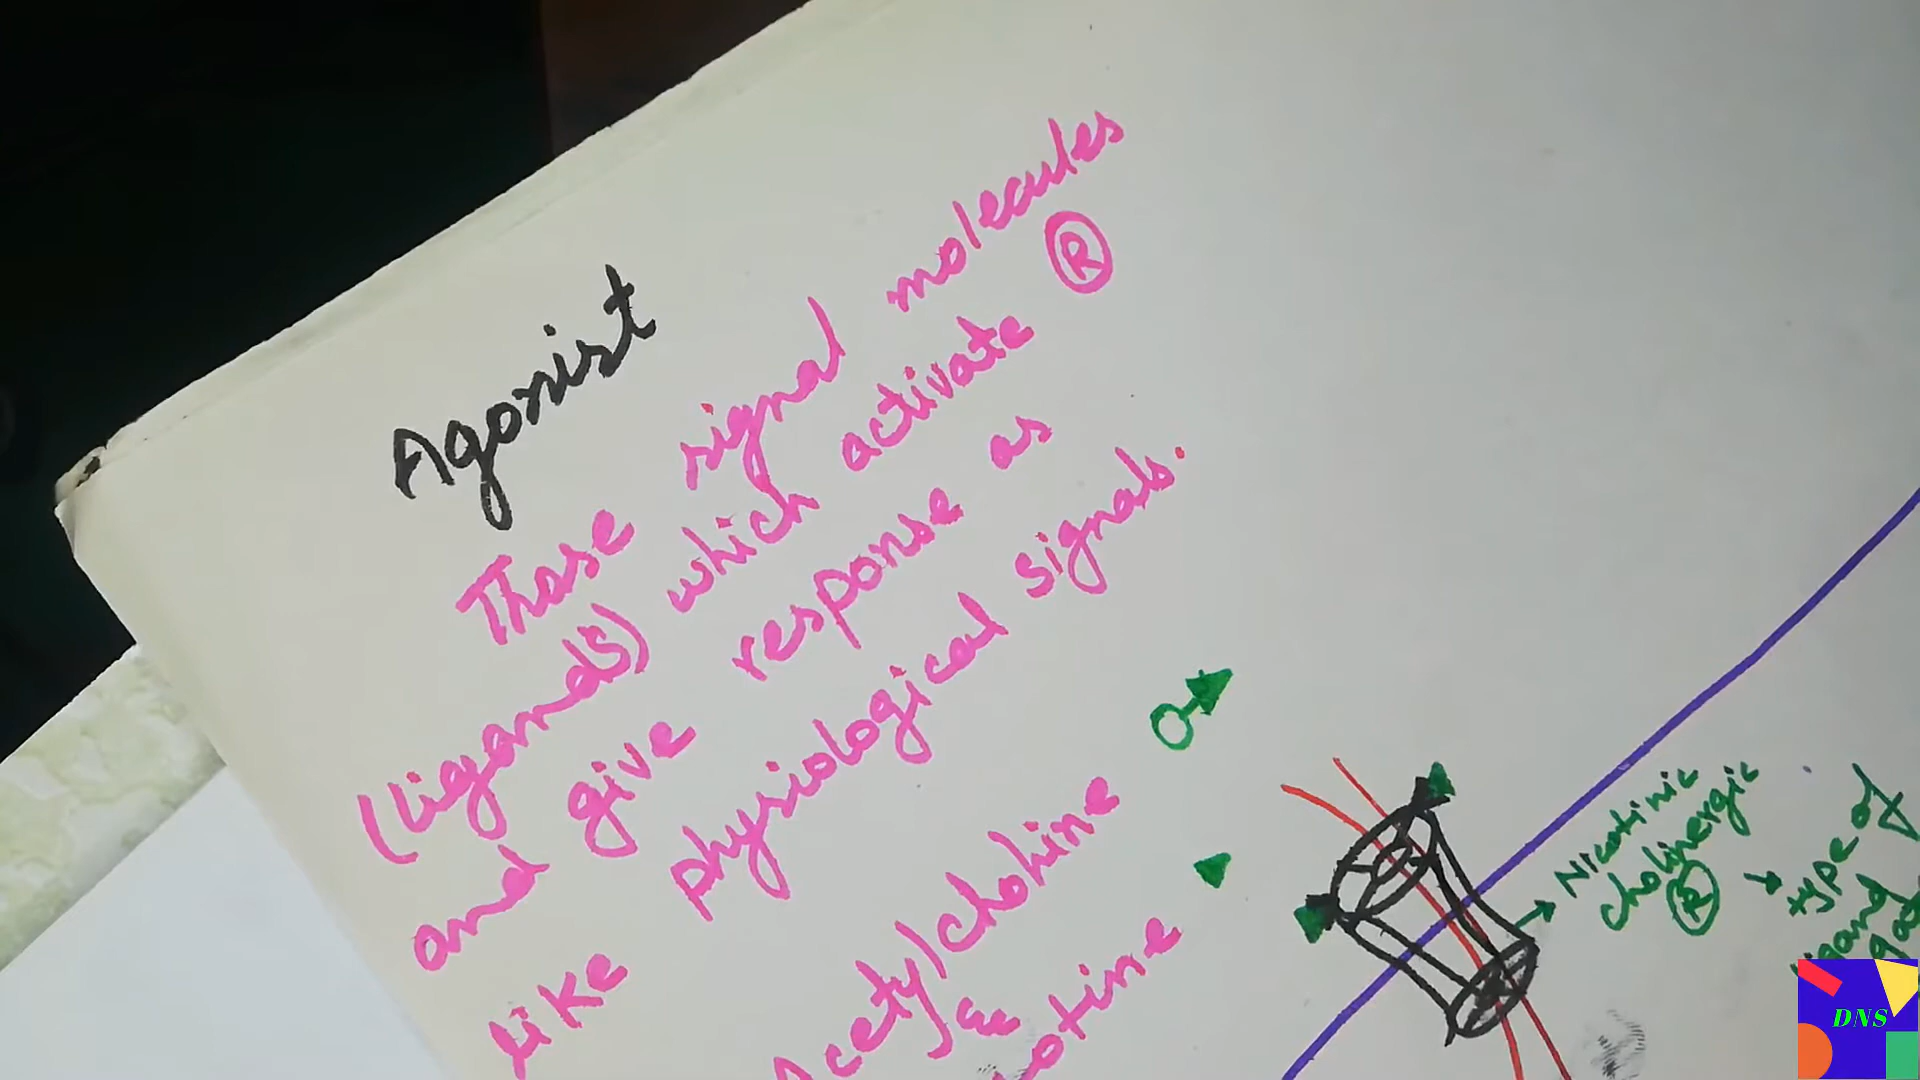 Agonist
Those signal molecules
(Ligands) which activate Ⓡ
and give response as
like physiological signals.
Acetylcholine
&
Nicotinic
cholinergic
Ⓡ
type of
DNS